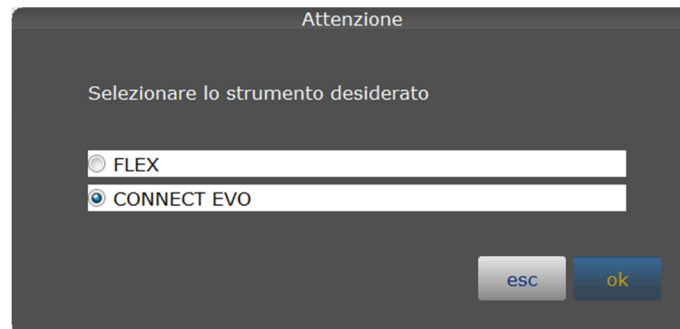 Attenzione
Selezionare lo strumento desiderato
FLEX
CONNECT EVO
esc ok